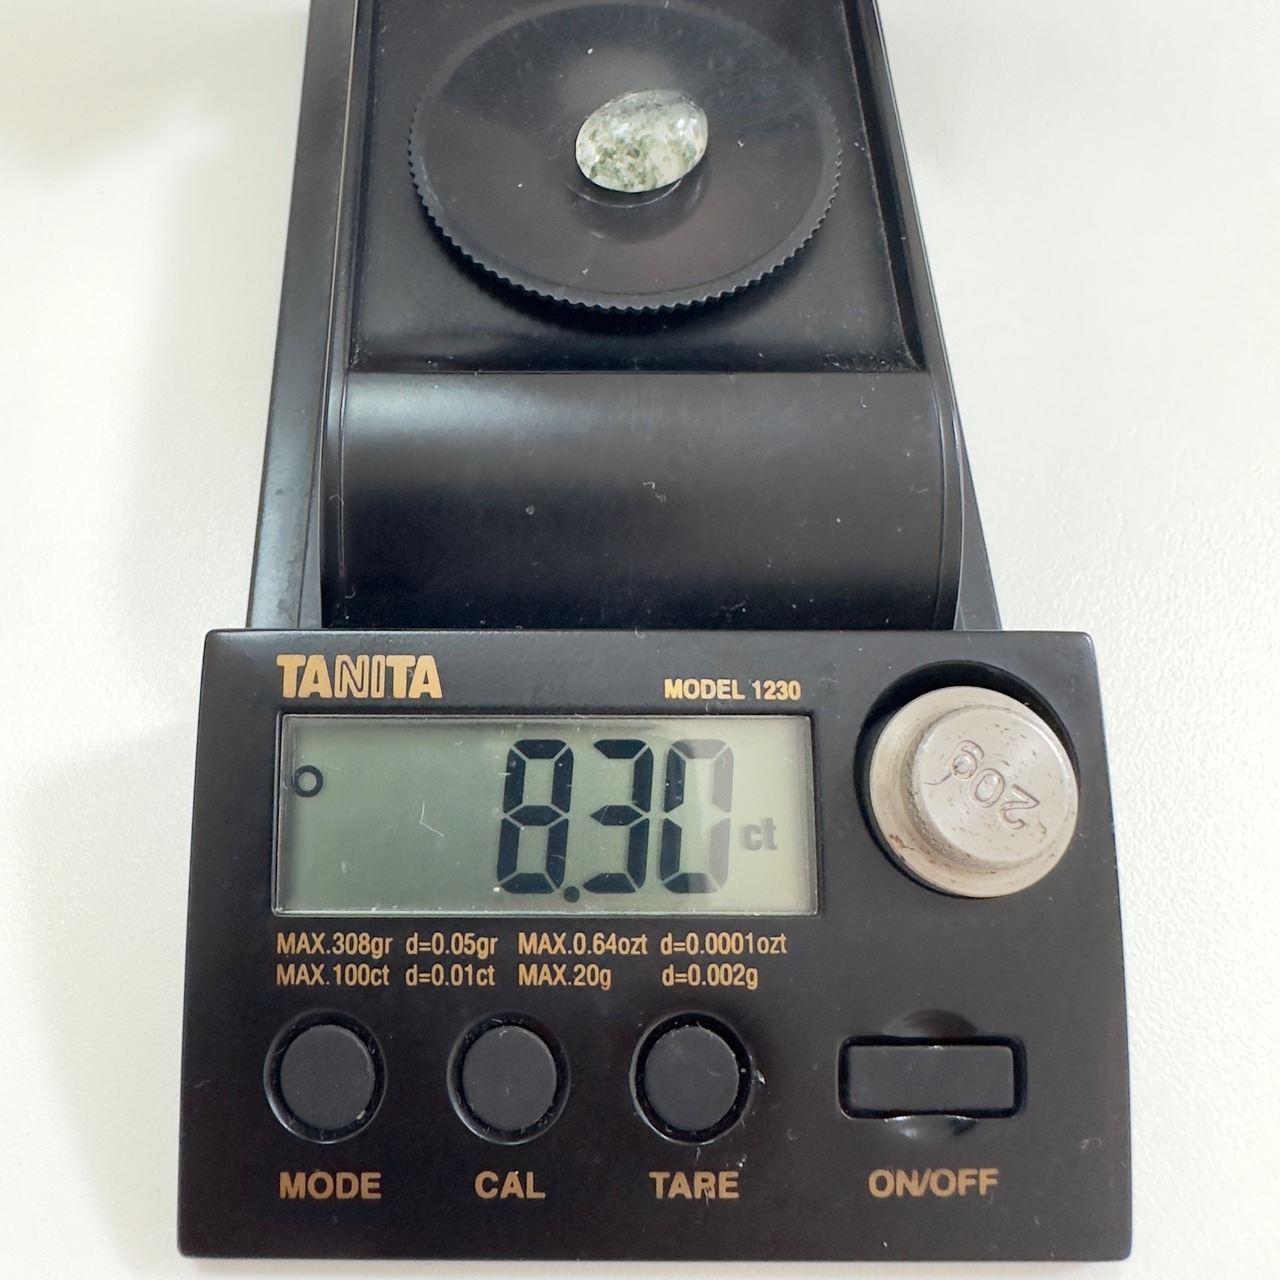 TANITA
MODEL 1230
8.30 ct
20g
MAX.308gr d=0.05gr MAX.0.64ozt d=0.0001ozt
MAX.100ct d=0.01ct MAX.20g d=0.002g
MODE CAL TARE ON/OFF